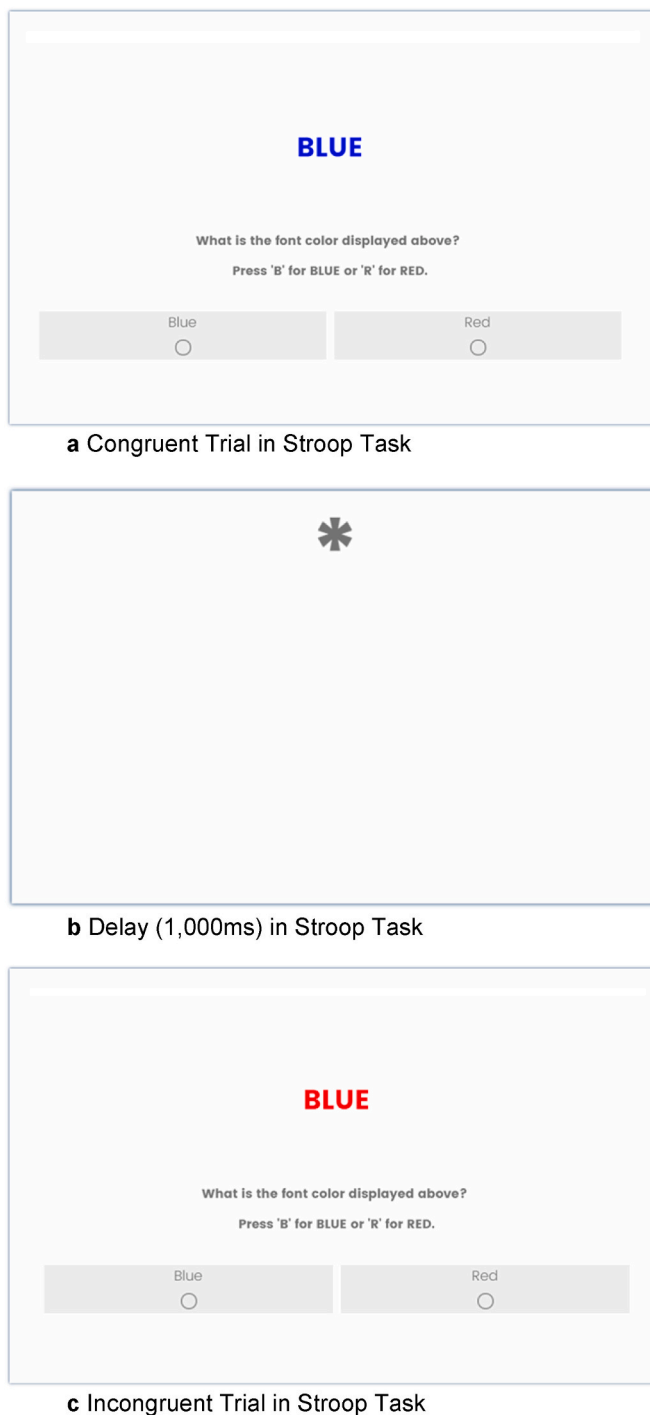 BLUE
What is the font color displayed above?
Press 'B' for BLUE or 'R' for RED.
Blue Red
a Congruent Trial in Stroop Task
*
b Delay (1,000ms) in Stroop Task
BLUE
What is the font color displayed above?
Press 'B' for BLUE or 'R' for RED.
Blue Red
c Incongruent Trial in Stroop Task